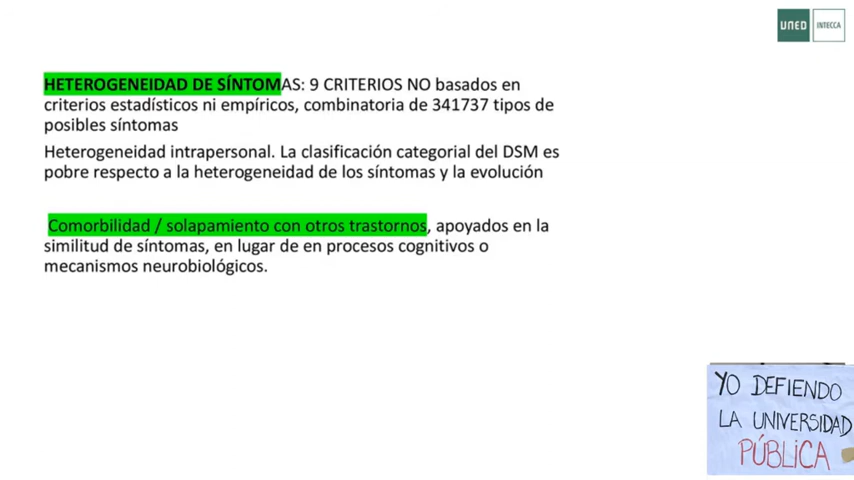 UNED INTECCA
HETEROGENEIDAD DE SÍNTOMAS: 9 CRITERIOS NO basados en
criterios estadísticos ni empíricos, combinatoria de 341737 tipos de
posibles síntomas
Heterogeneidad intrapersonal. La clasificación categorial del DSM es
pobre respecto a la heterogeneidad de los síntomas y la evolución
Comorbilidad / solapamiento con otros trastornos, apoyados en la
similitud de síntomas, en lugar de en procesos cognitivos o
mecanismos neurobiológicos.
YO DEFIENDO
LA UNIVERSIDAD
PÚBLICA